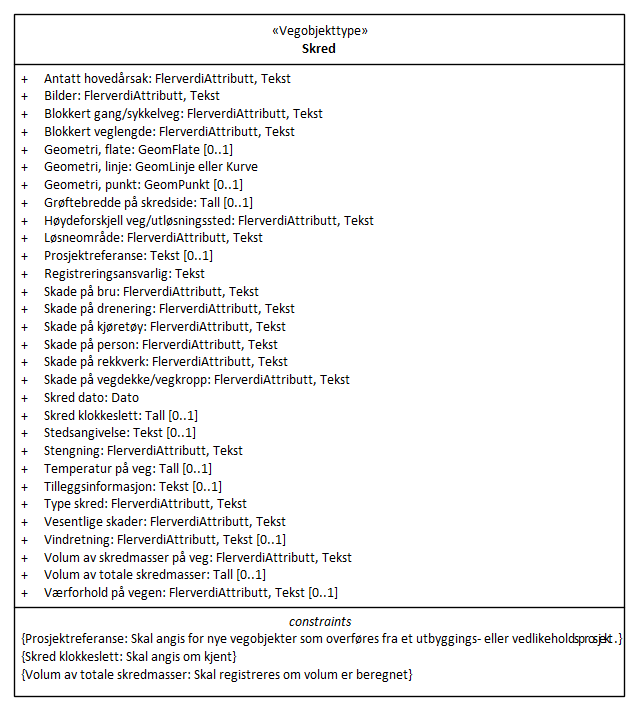 «Vegobjekttype»
Skred
+ Antatt hovedårsak: FlerverdiAttributt, Tekst
+ Bilder: FlerverdiAttributt, Tekst
+ Blokkert gang/sykkelveg: FlerverdiAttributt, Tekst
+ Blokkert veglengde: FlerverdiAttributt, Tekst
+ Geometri, flate: GeomFlate [0..1]
+ Geometri, linje: GeomLinje eller Kurve
+ Geometri, punkt: GeomPunkt [0..1]
+ Grøftebredde på skredside: Tall [0..1]
+ Høydeforskjell veg/utløsningssted: FlerverdiAttributt, Tekst
+ Løsneområde: FlerverdiAttributt, Tekst
+ Prosjektreferanse: Tekst [0..1]
+ Registreringsansvarlig: Tekst
+ Skade på bru: FlerverdiAttributt, Tekst
+ Skade på drenering: FlerverdiAttributt, Tekst
+ Skade på kjøretøy: FlerverdiAttributt, Tekst
+ Skade på person: FlerverdiAttributt, Tekst
+ Skade på rekkverk: FlerverdiAttributt, Tekst
+ Skade på vegdekke/vegkropp: FlerverdiAttributt, Tekst
+ Skred dato: Dato
+ Skred klokkeslett: Tall [0..1]
+ Stedsangivelse: Tekst [0..1]
+ Stengning: FlerverdiAttributt, Tekst
+ Temperatur på veg: Tall [0..1]
+ Tilleggsinformasjon: Tekst [0..1]
+ Type skred: FlerverdiAttributt, Tekst
+ Vesentlige skader: FlerverdiAttributt, Tekst
+ Vindretning: FlerverdiAttributt, Tekst [0..1]
+ Volum av skredmasser på veg: FlerverdiAttributt, Tekst
+ Volum av totale skredmasser: Tall [0..1]
+ Værforhold på vegen: FlerverdiAttributt, Tekst [0..1]
constraints
{Prosjektreferanse: Skal angis for nye vegobjekter som overføres fra et utbyggings- eller vedlikeholdsprosjekt.}
{Skred klokkeslett: Skal angis om kjent}
{Volum av totale skredmasser: Skal registreres om volum er beregnet}